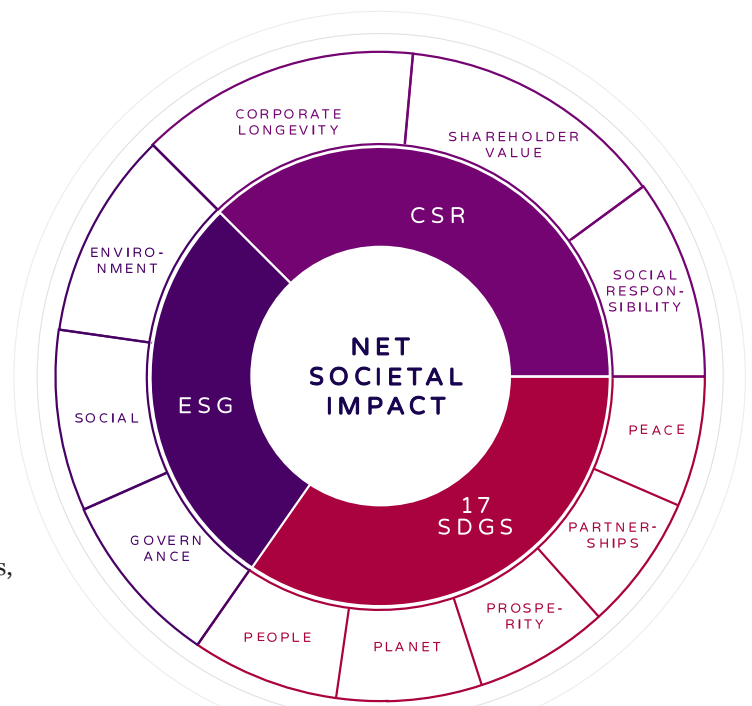 CORPORATE
LONGEVITY
SHAREHOLDER
VALUE
CSR
ENVIRO-
NMENT
SOCIAL
RESPON-
SIBILITY
NET
SOCIETAL
IMPACT
ESG
SOCIAL
PEACE
17
SDGS
PARTNER-
SHIPS
GOVERN
ANCE
s,
PROSPE-
RITY
PEOPLE
PLANET